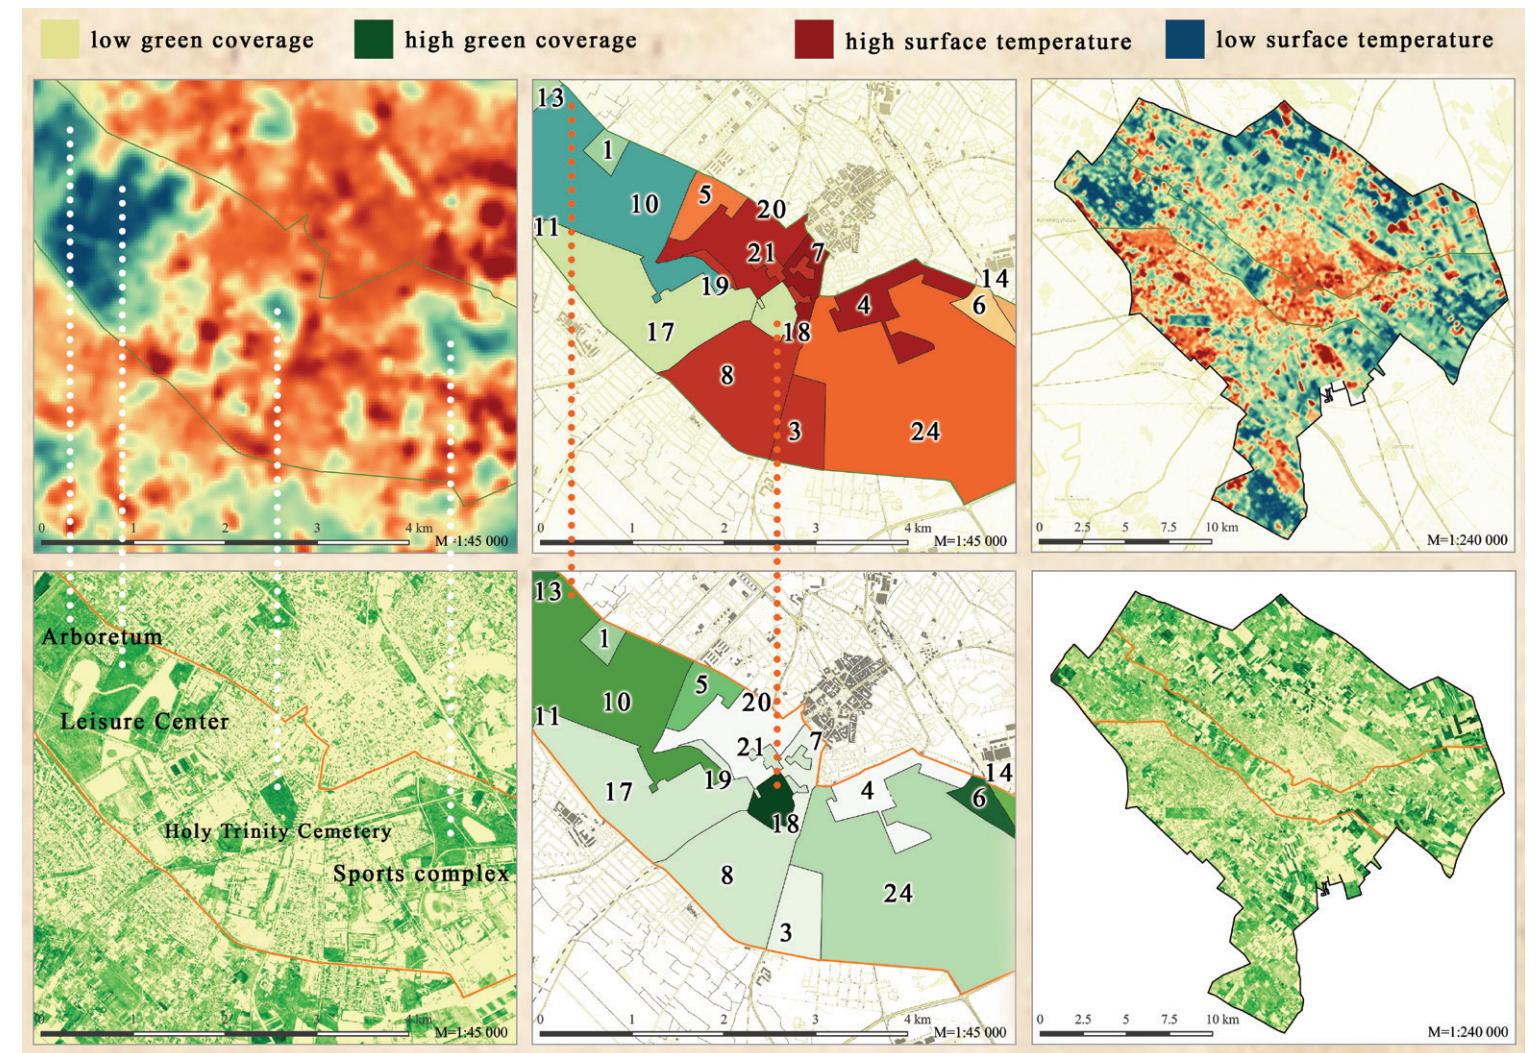 low green coverage
high green coverage
high surface temperature
low surface temperature
0 1 2 3 4 km
M 1:45 000
13
1
5
10
20
11
21
7
19
14
4
6
17
18
8
3
24
0 1 2 3 4 km
M=1:45 000
0 2.5 5 7.5 10 km
M=1:240 000
Arboretum
Leisure Center
Holy Trinity Cemetery
Sports complex
0 1 2 3 4 km
M=1:45 000
13
1
5
10
20
11
21
7
19
14
17
4
6
18
8
24
3
0 1 2 3 4 km
M=1:45 000
0 2.5 5 7.5 10 km
M=1:240 000